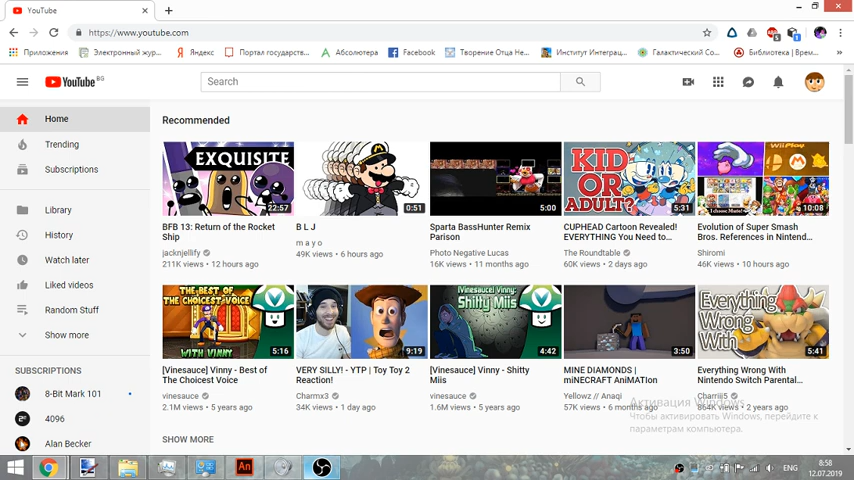 YouTube
https://www.youtube.com
Приложения
Электронный жур...
Яндекс
Портал государств...
Абсолютера
Facebook
Творение Отца Не...
Институт Интеграц...
Галактический Со...
Библиотека | Врем...
YouTube BG
Search
Home
Trending
Subscriptions
Library
History
Watch later
Liked videos
Random Stuff
Show more
SUBSCRIPTIONS
8-Bit Mark 101
4096
Alan Becker
Recommended
EXQUISITE
22:57
BFB 13: Return of the Rocket
Ship
jacknjellify
211K views • 12 hours ago
0:51
B L J
m a y o
49K views • 6 hours ago
5:00
Sparta BassHunter Remix
Parison
Photo Negative Lucas
16K views • 11 months ago
KID
OR
ADULT?
5:31
CUPHEAD Cartoon Revealed!
EVERYTHING You Need to...
The Roundtable
60K views • 2 days ago
Wii Play
I choose Mute!
10:08
Evolution of Super Smash
Bros. References in Nintend...
Shiromi
46K views • 10 hours ago
THE BEST OF
THE CHOICEST VOICE
WITH VINNY
5:16
[Vinesauce] Vinny - Best of
The Choicest Voice
vinesauce
2.1M views • 5 years ago
9:19
VERY SILLY! - YTP | Toy Toy 2
Reaction!
Charmx3
34K views • 1 day ago
[Vinesauce] Vinny:
Shitty
Miis
4:42
[Vinesauce] Vinny - Shitty
Miis
vinesauce
1.6M views • 5 years ago
3:50
MINE DIAMONDS |
miNECRAFT AniMATIon
Yellowz // Anaqi
57K views • 6 months ago
Everything
Wrong
With
5:41
Everything Wrong With
Nintendo Switch Parental...
Charriii5
864K views • 2 years ago
SHOW MORE
Активация Windows
Чтобы активировать Windows, перейдите к
параметрам компьютера.
An
ENG
8:58
12.07.2019